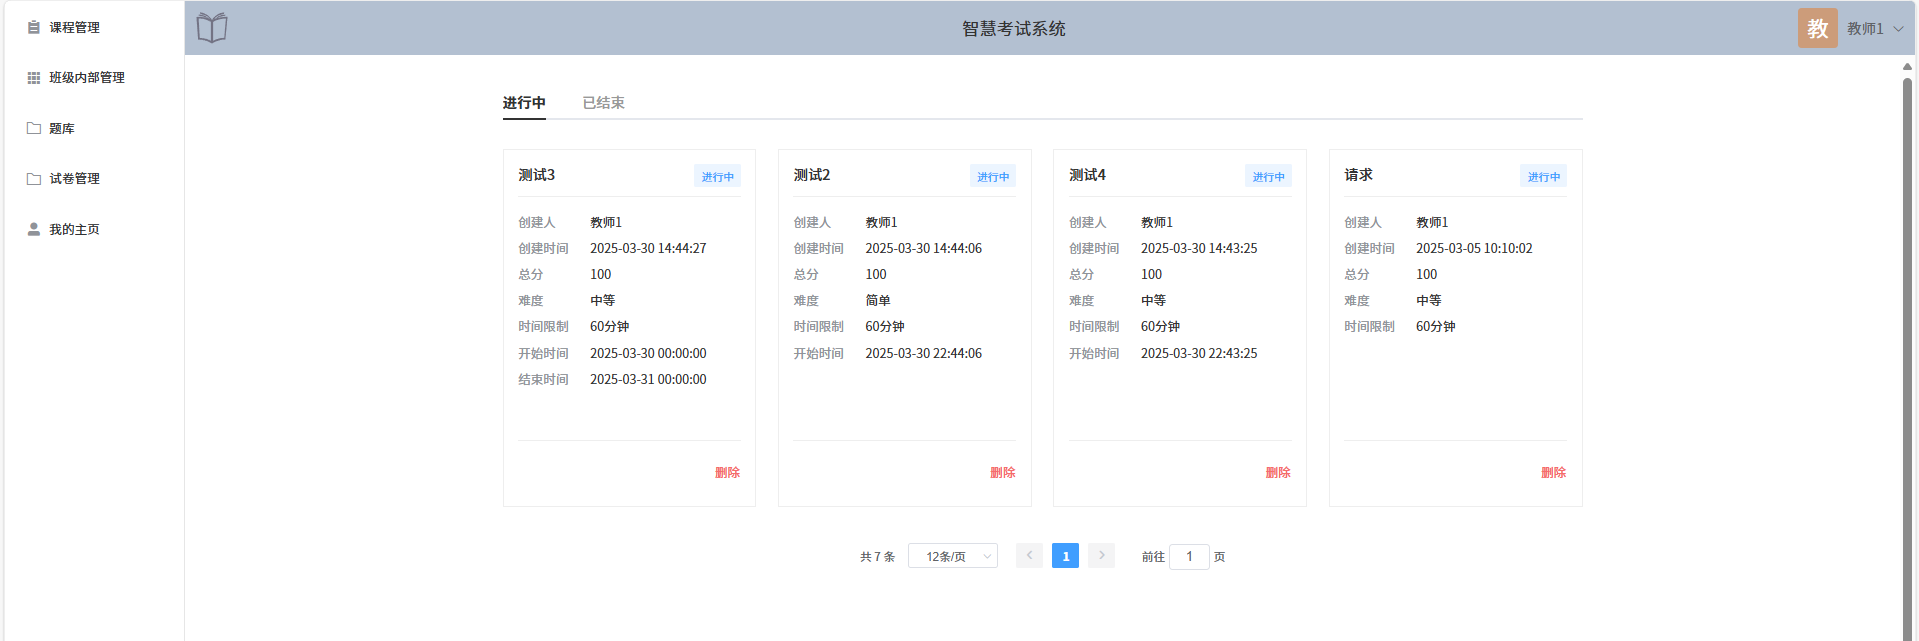 课程管理
班级内部管理
题库
试卷管理
我的主页
智慧考试系统
教 教师1
进行中 已结束
测试3 进行中
创建人 教师1
创建时间 2025-03-30 14:44:27
总分 100
难度 中等
时间限制 60分钟
开始时间 2025-03-30 00:00:00
结束时间 2025-03-31 00:00:00
删除
测试2 进行中
创建人 教师1
创建时间 2025-03-30 14:44:06
总分 100
难度 简单
时间限制 60分钟
开始时间 2025-03-30 22:44:06
删除
测试4 进行中
创建人 教师1
创建时间 2025-03-30 14:43:25
总分 100
难度 中等
时间限制 60分钟
开始时间 2025-03-30 22:43:25
删除
请求 进行中
创建人 教师1
创建时间 2025-03-05 10:10:02
总分 100
难度 中等
时间限制 60分钟
删除
共 7 条 12条/页 1 前往 1 页